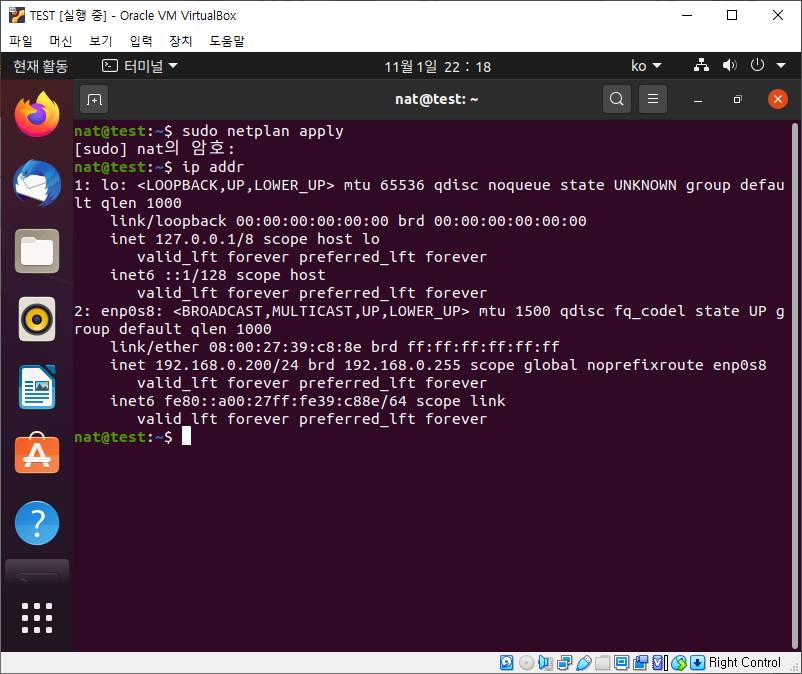 TEST [실행 중] - Oracle VM VirtualBox
파일 머신 보기 입력 장치 도움말
현재 활동 터미널 11월 1일 22 : 18 ko
nat@test: ~
nat@test:~$ sudo netplan apply
[sudo] nat의 암호:
nat@test:~$ ip addr
1: lo: <LOOPBACK,UP,LOWER_UP> mtu 65536 qdisc noqueue state UNKNOWN group defau
lt qlen 1000
    link/loopback 00:00:00:00:00:00 brd 00:00:00:00:00:00
    inet 127.0.0.1/8 scope host lo
       valid_lft forever preferred_lft forever
    inet6 ::1/128 scope host
       valid_lft forever preferred_lft forever
2: enp0s8: <BROADCAST,MULTICAST,UP,LOWER_UP> mtu 1500 qdisc fq_codel state UP g
roup default qlen 1000
    link/ether 08:00:27:39:c8:8e brd ff:ff:ff:ff:ff:ff
    inet 192.168.0.200/24 brd 192.168.0.255 scope global noprefixroute enp0s8
       valid_lft forever preferred_lft forever
    inet6 fe80::a00:27ff:fe39:c88e/64 scope link
       valid_lft forever preferred_lft forever
nat@test:~$
Right Control